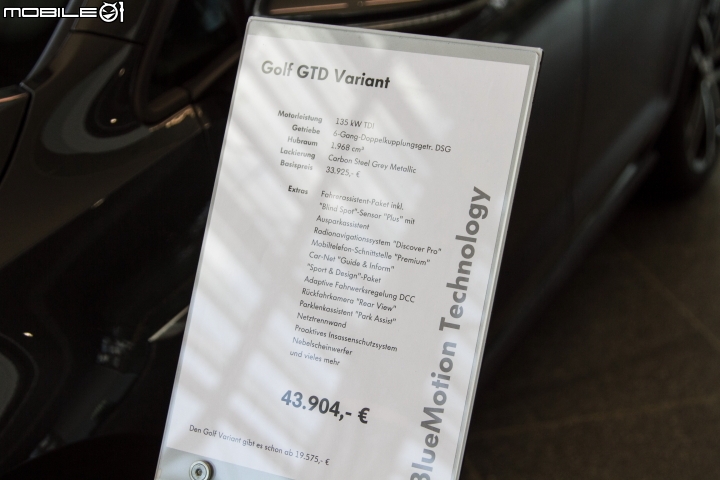 MOBILE01
Golf GTD Variant
Motorleistung 135 kW TDI
Getriebe 6-Gang-Doppelkupplungsgetr. DSG
Hubraum 1,968 cm³
Lackierung Carbon Steel Grey Metallic
Basispreis 33.925,- €
Extras Fahrerassistent-Paket inkl.
"Blind Spot"-Sensor "Plus" mit
Ausparkassistent
Radionavigationssystem "Discover Pro"
Mobiltelefon-Schnittstelle "Premium"
Car-Net "Guide & Inform"
"Sport & Design"-Paket
Adaptive Fahrwerksregelung DCC
Rückfahrkamera "Rear View"
Parklenkassistent "Park Assist"
Netztrennwand
Proaktives Insassenschutzsystem
Nebelscheinwerfer
und vieles mehr
43.904,- €
Den Golf Variant gibt es schon ab 19.575,- €
BlueMotion Technology